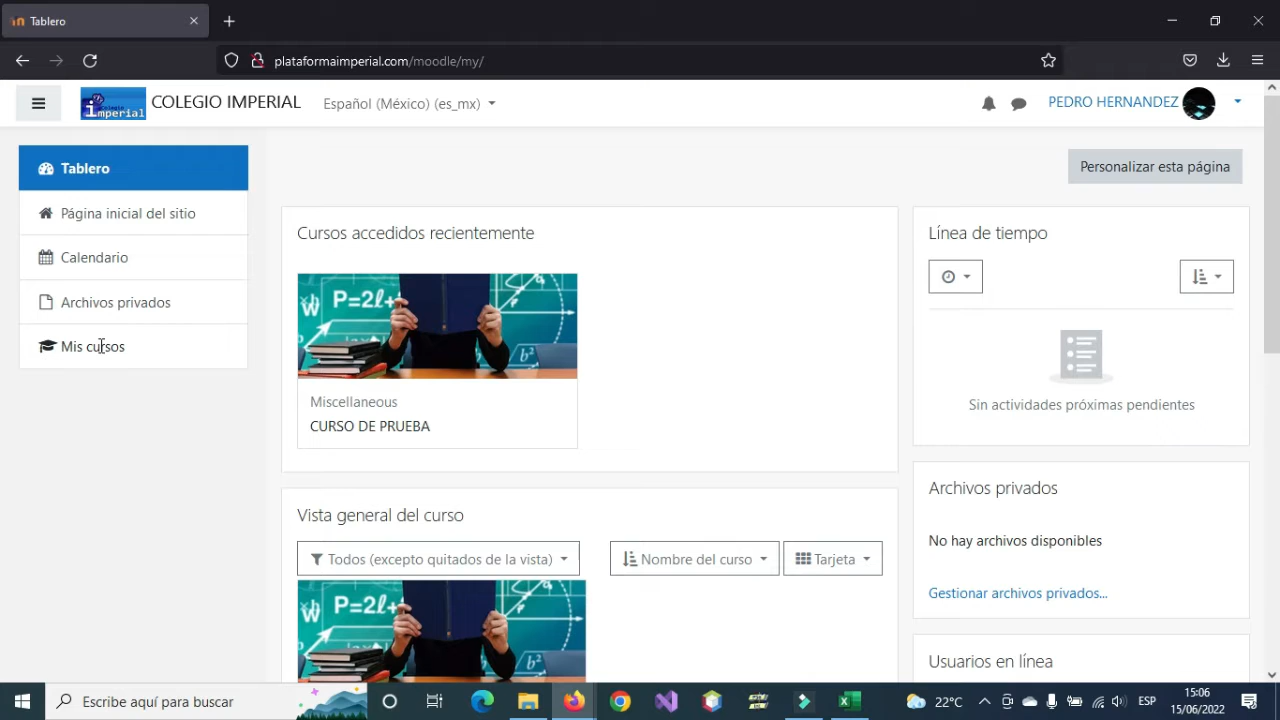 Tablero
plataformaimperial.com/moodle/my/
imperial
COLEGIO IMPERIAL
Español (México) (es_mx)
PEDRO HERNANDEZ
Tablero
Página inicial del sitio
Calendario
Archivos privados
Mis cursos
Personalizar esta página
Cursos accedidos recientemente
P=2ℓ+
Miscellaneous
CURSO DE PRUEBA
Línea de tiempo
Sin actividades próximas pendientes
Vista general del curso
Todos (excepto quitados de la vista)
Nombre del curso
Tarjeta
P=2ℓ+
Archivos privados
No hay archivos disponibles
Gestionar archivos privados...
Usuarios en línea
Escribe aquí para buscar
22°C
ESP
15:06
15/06/2022